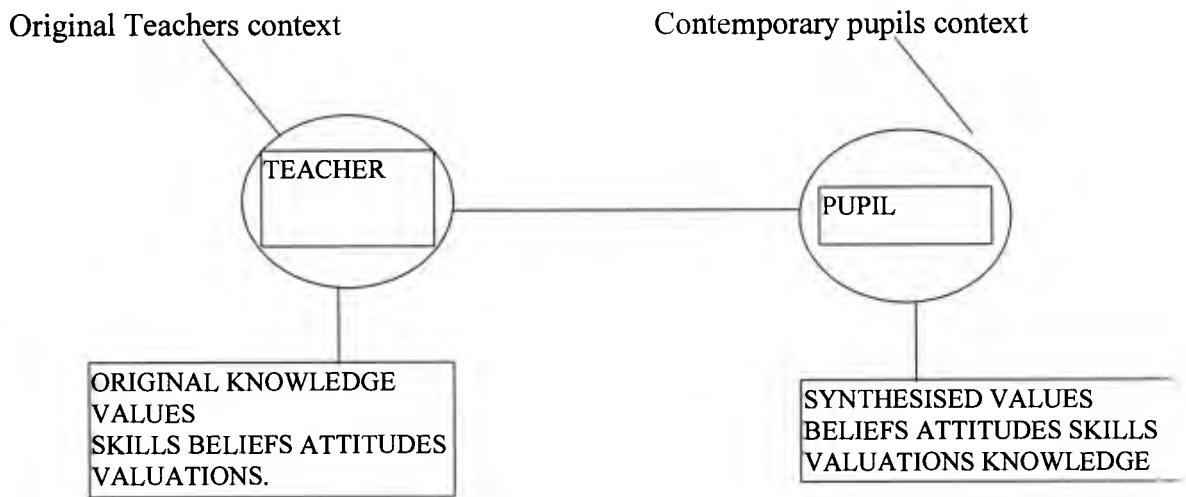 Original Teachers context
Contemporary pupils context
TEACHER
PUPIL
ORIGINAL KNOWLEDGE
VALUES
SKILLS BELIEFS ATTITUDES
VALUATIONS.
SYNTHESISED VALUES
BELIEFS ATTITUDES SKILLS
VALUATIONS KNOWLEDGE